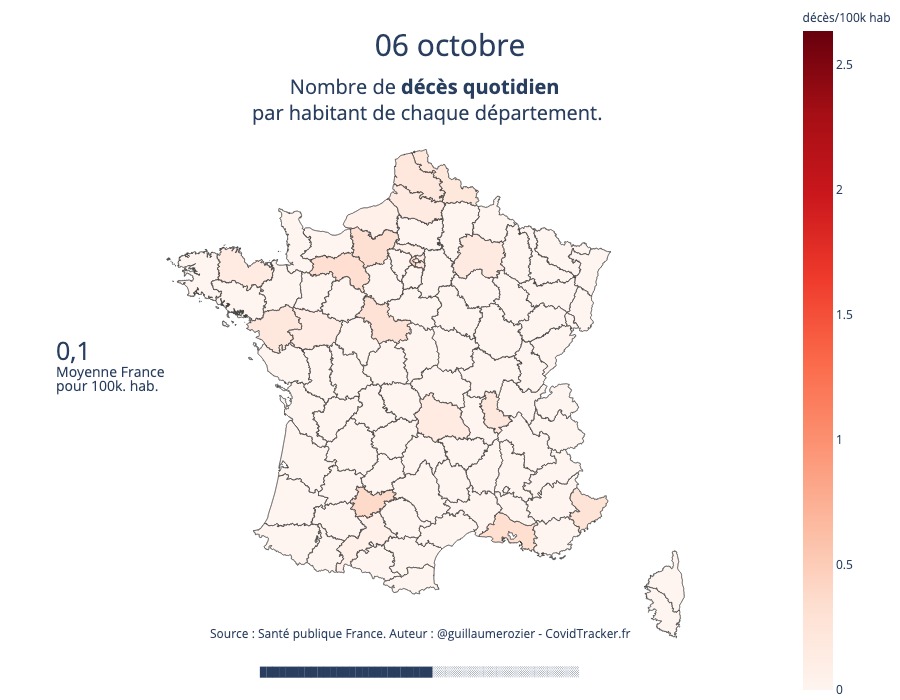 décès/100k hab
06 octobre
Nombre de décès quotidien
par habitant de chaque département.
2.5
2
1.5
1
0.5
0
0,1
Moyenne France
pour 100k. hab.
Source : Santé publique France. Auteur : @guillaumerozier - CovidTracker.fr